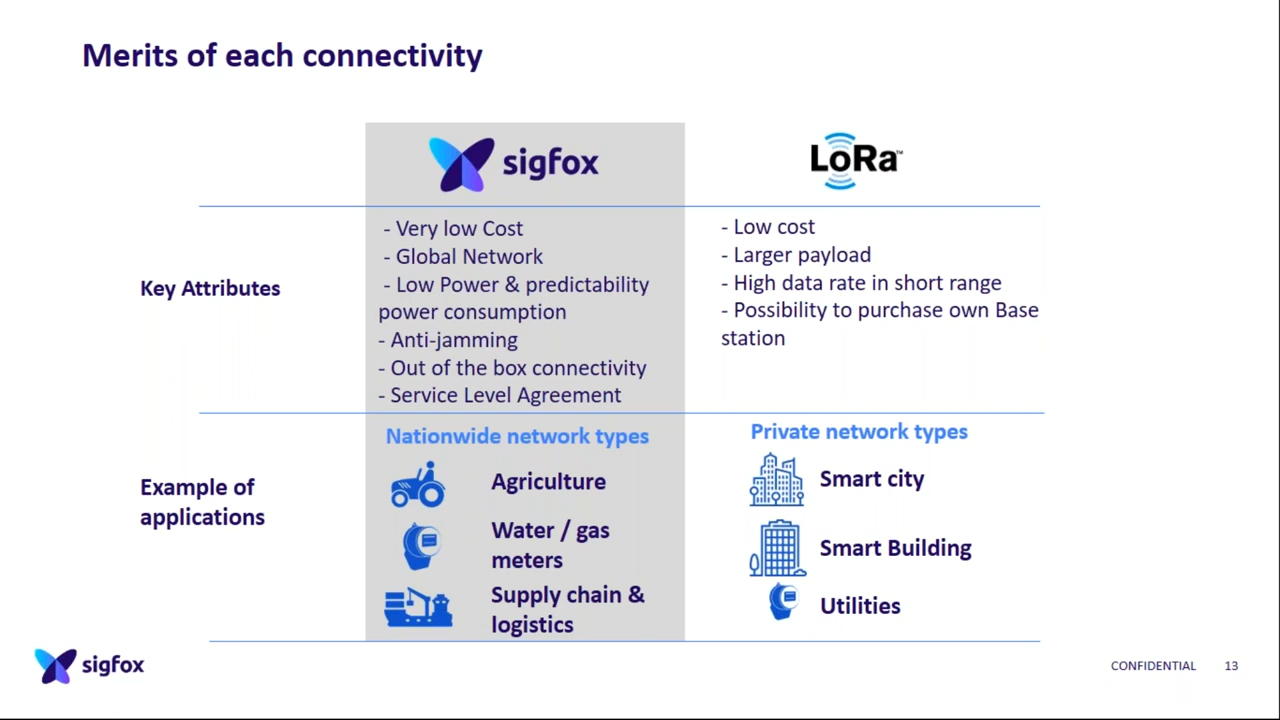 Merits of each connectivity
sigfox
LoRa™
Key Attributes
- Very low Cost
- Global Network
- Low Power & predictability
power consumption
- Anti-jamming
- Out of the box connectivity
- Service Level Agreement
- Low cost
- Larger payload
- High data rate in short range
- Possibility to purchase own Base
station
Example of
applications
Nationwide network types
Agriculture
Water / gas
meters
Supply chain &
logistics
Private network types
Smart city
Smart Building
Utilities
sigfox
CONFIDENTIAL 13